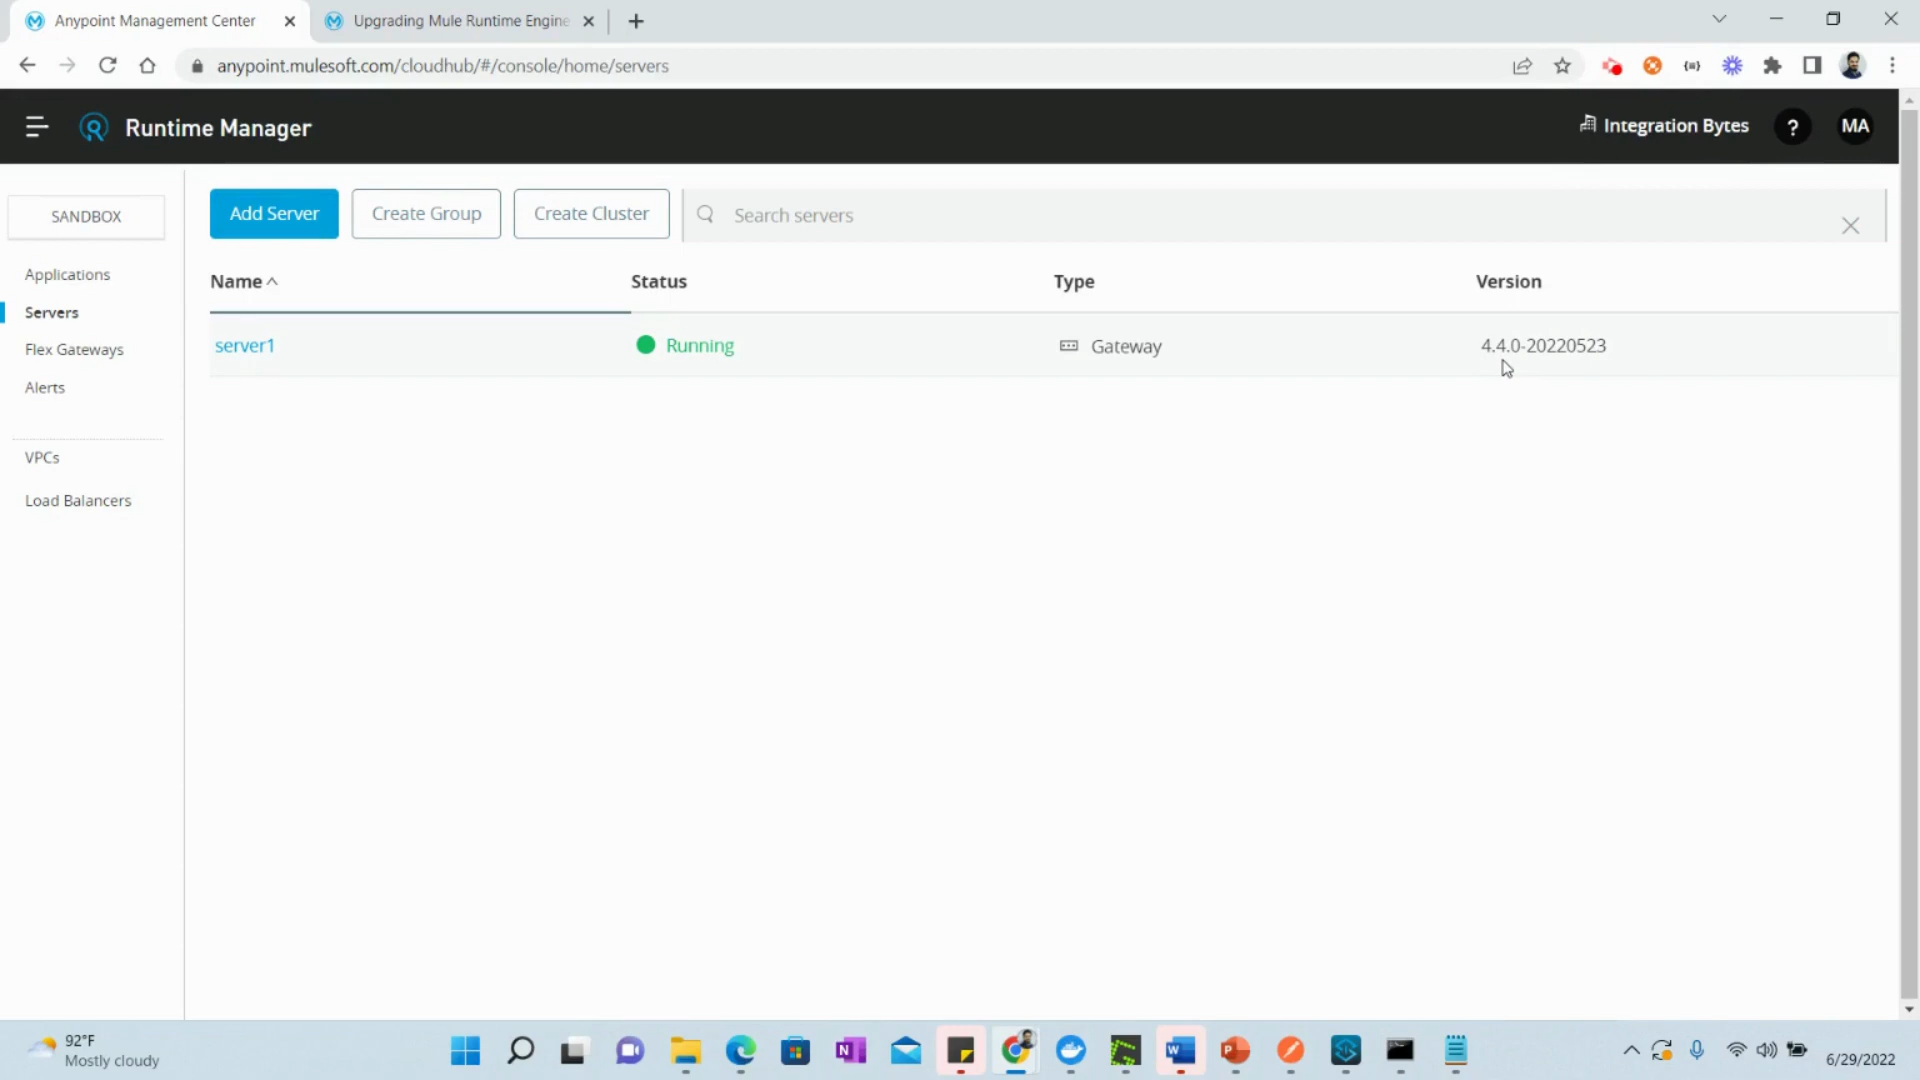 Anypoint Management Center
Upgrading Mule Runtime Engine
anypoint.mulesoft.com/cloudhub/#/console/home/servers
Runtime Manager
Integration Bytes
?
MA
SANDBOX
Applications
Servers
Flex Gateways
Alerts
VPCs
Load Balancers
Add Server
Create Group
Create Cluster
Search servers
Name
Status
Type
Version
server1
Running
Gateway
4.4.0-20220523
92°F
Mostly cloudy
6/29/2022